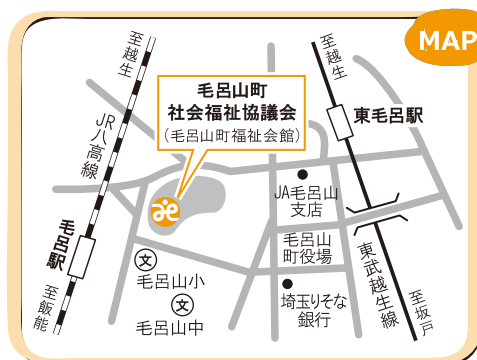 MAP
至越生
JR八高線
毛呂駅
至飯能
毛呂山町
社会福祉協議会
(毛呂山町福祉会館)
至越生
東毛呂駅
JA毛呂山
支店
毛呂山
町役場
埼玉りそな
銀行
東武越生線
至坂戸
文
毛呂山小
文
毛呂山中